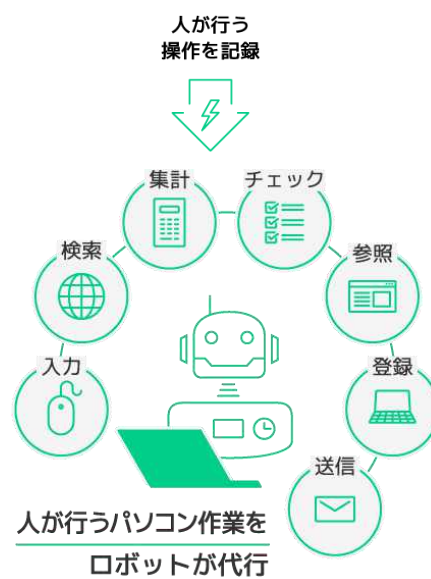 人が行う
操作を記録
集計
チェック
検索
参照
入力
登録
送信
人が行うパソコン作業を
ロボットが代行